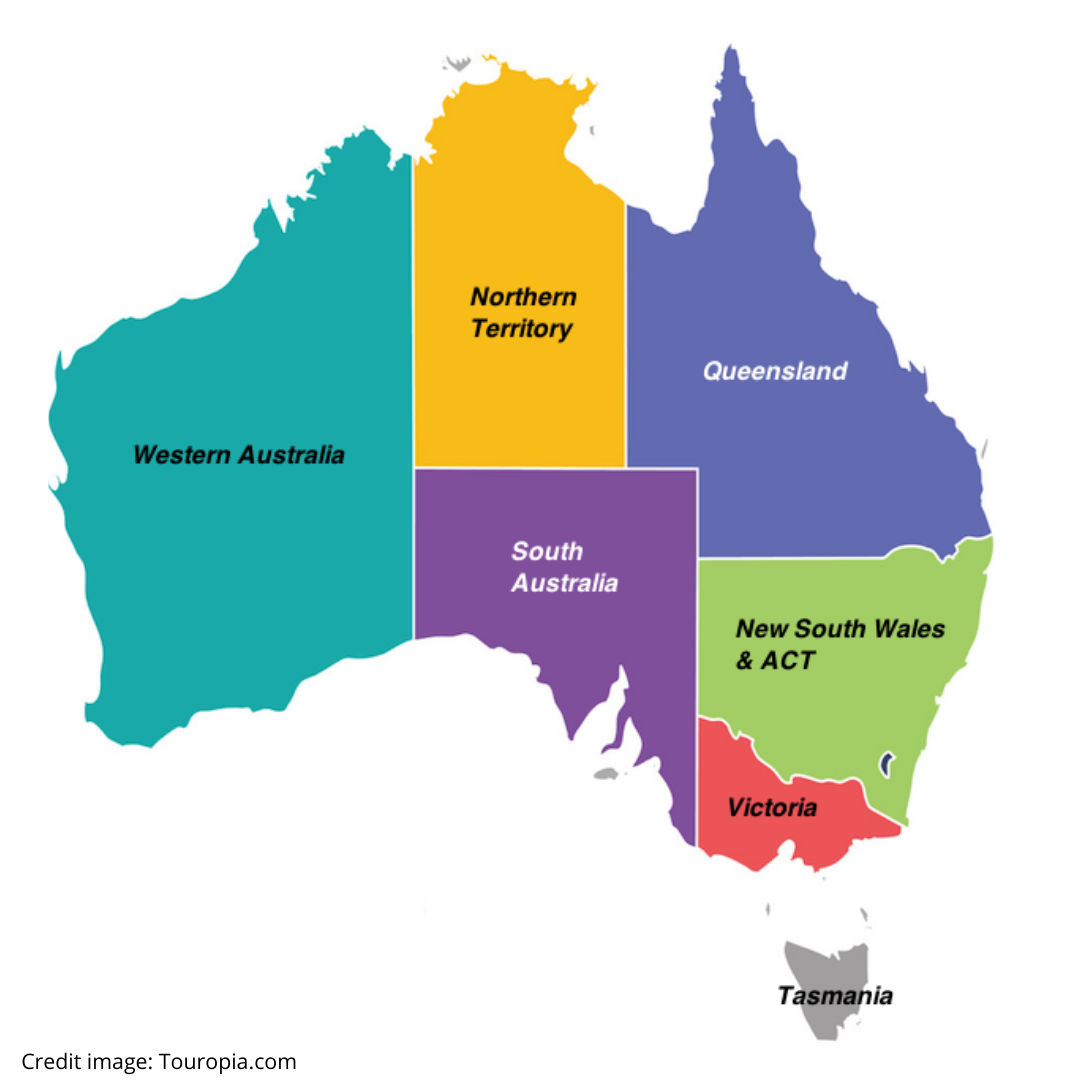 Northern
Territory
Queensland
Western Australia
South
Australia
New South Wales
& ACT
Victoria
Tasmania
Credit image: Touropia.com